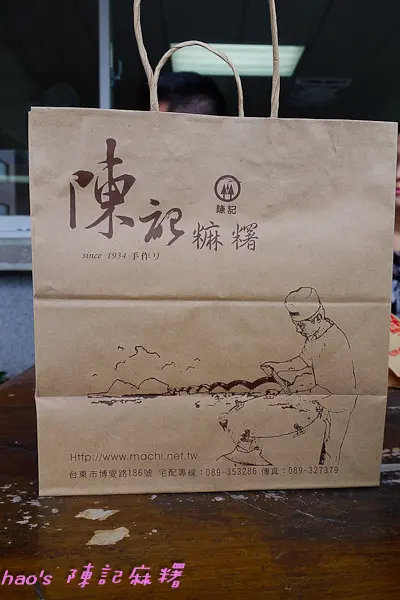 陳記
陳記
糍糬
since 1934 手作り
Http://www.machi.net.tw
台東市博愛路186號 宅配專線：089-353286 傳真：089-327379
hao's 陳記麻糬